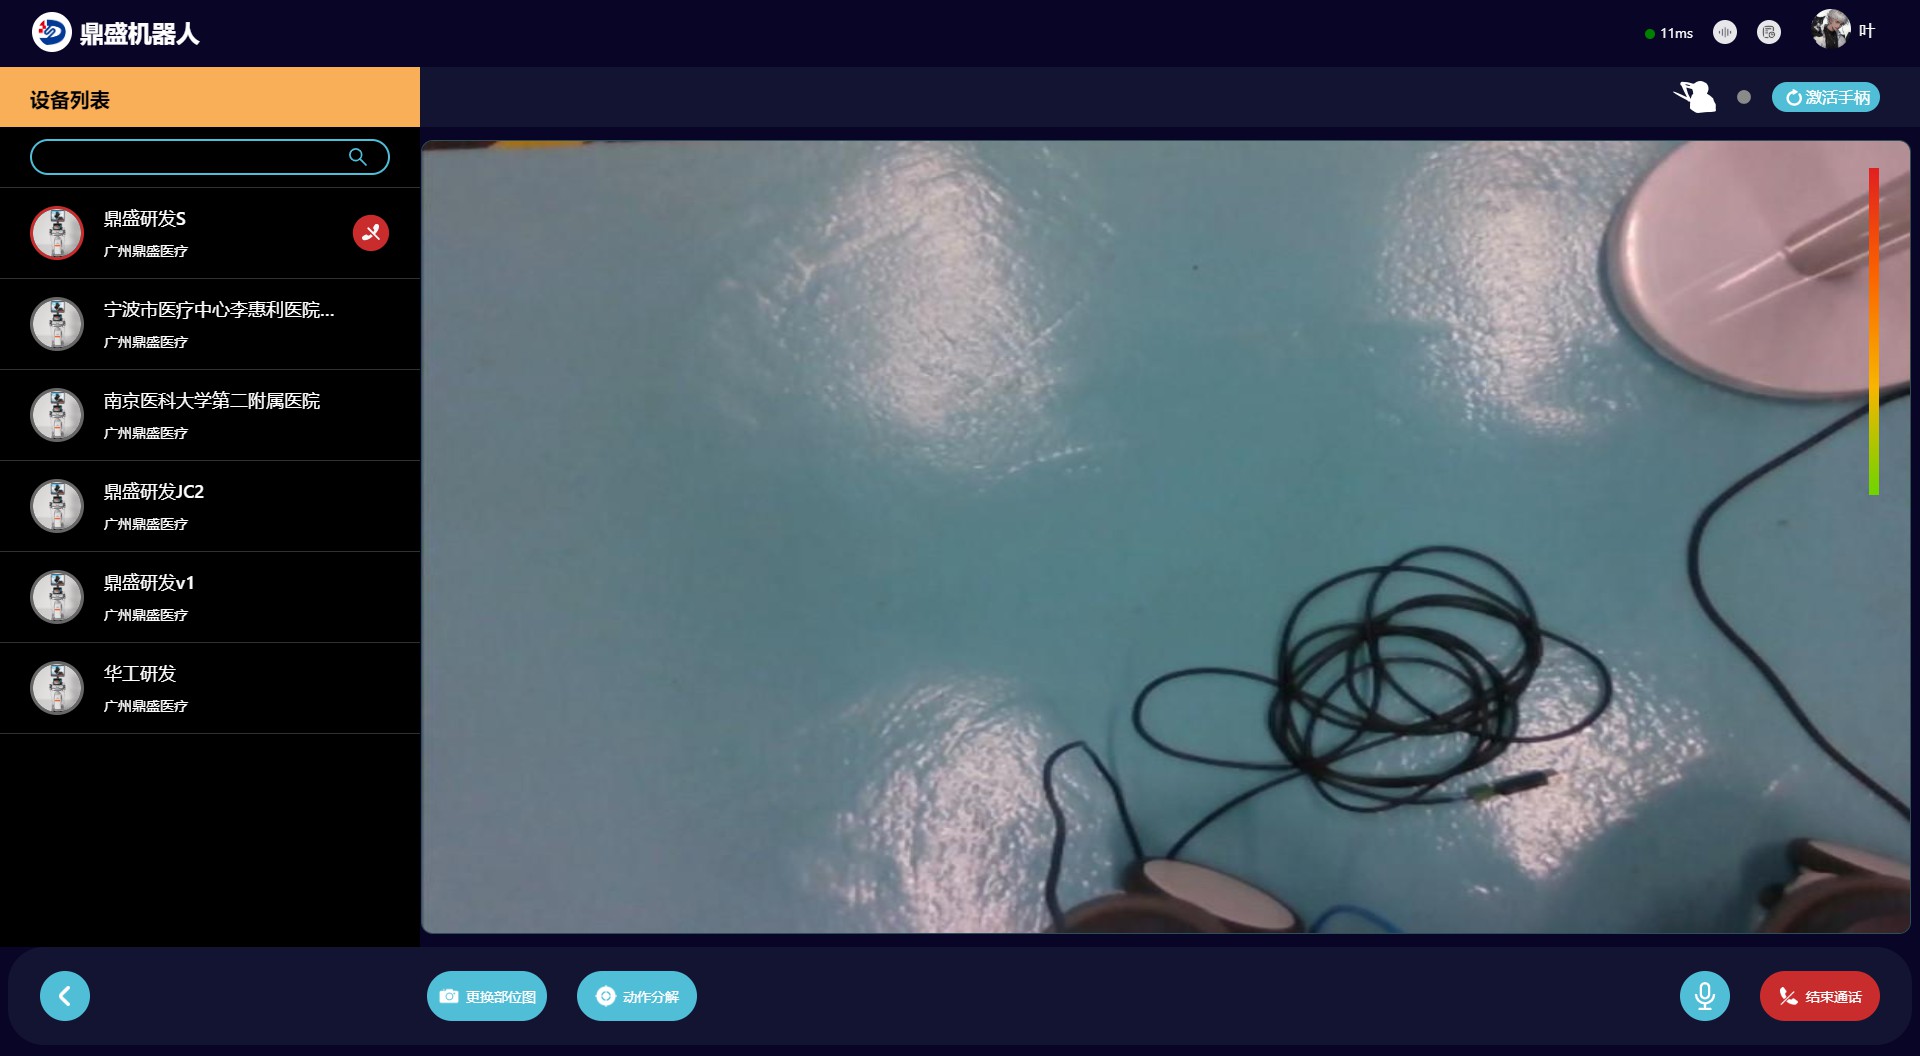 鼎盛机器人
11ms
叶
设备列表
激活手柄
鼎盛研发S
广州鼎盛医疗
宁波市医疗中心李惠利医院...
广州鼎盛医疗
南京医科大学第二附属医院
广州鼎盛医疗
鼎盛研发JC2
广州鼎盛医疗
鼎盛研发v1
广州鼎盛医疗
华工研发
广州鼎盛医疗
更换部位图
动作分解
结束通话